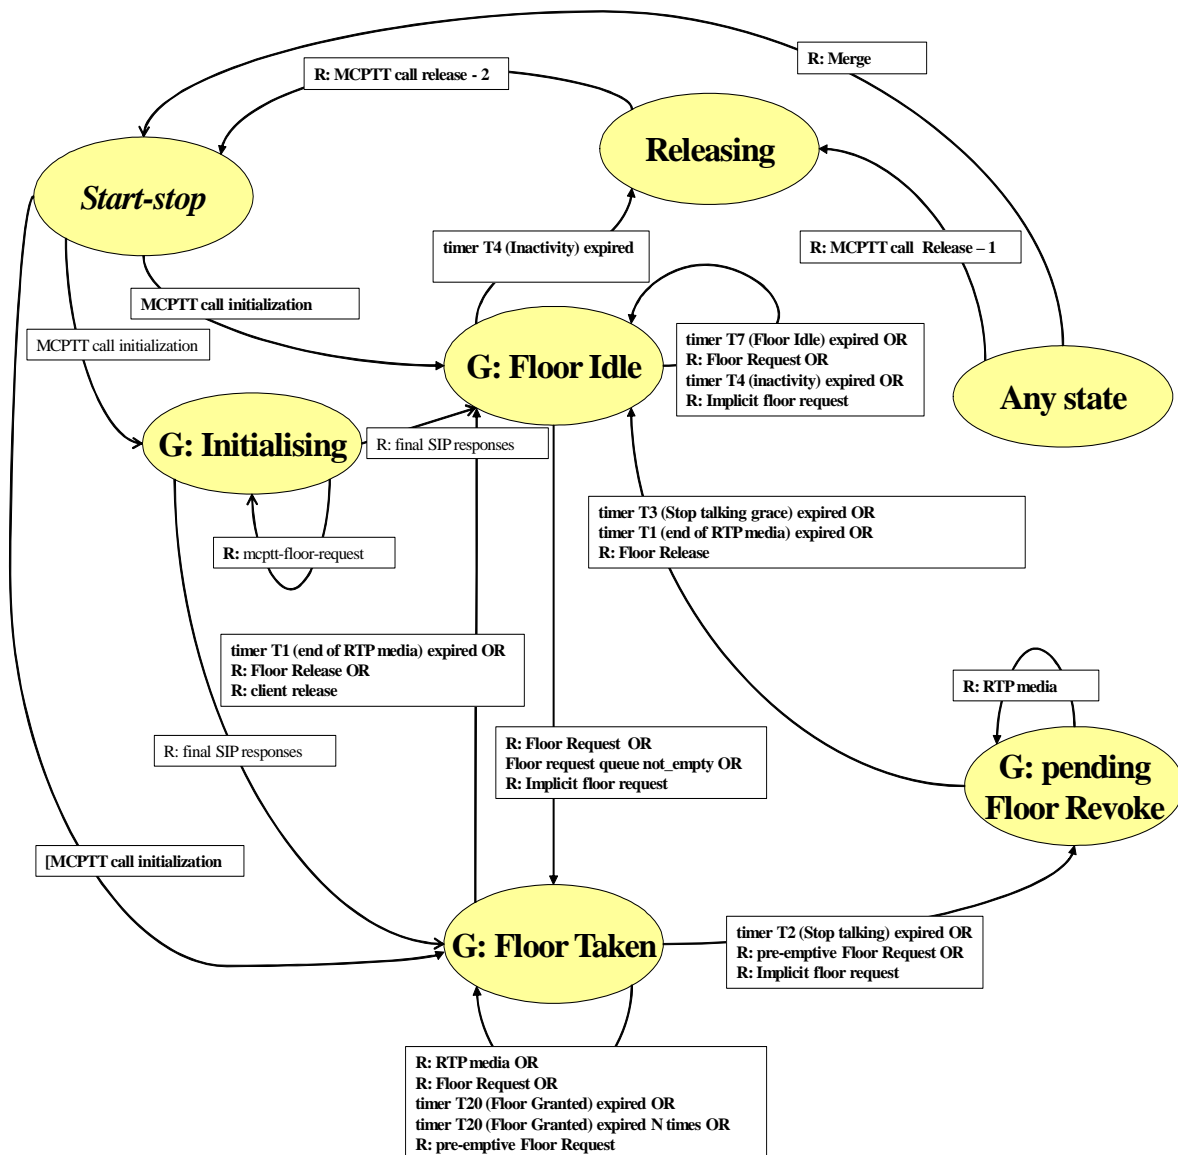 R: Merge
R: MCPTT call release - 2
Releasing
Start-stop
timer T4 (Inactivity) expired
R: MCPTT call Release – 1
MCPTT call initialization
MCPTT call initialization
G: Floor Idle
timer T7 (Floor Idle) expired OR
R: Floor Request OR
timer T4 (inactivity) expired OR
R: Implicit floor request
Any state
G: Initialising
R: final SIP responses
timer T3 (Stop talking grace) expired OR
timer T1 (end of RTP media) expired OR
R: Floor Release
R: mcptt-floor-request
timer T1 (end of RTP media) expired OR
R: Floor Release OR
R: client release
R: RTP media
R: final SIP responses
R: Floor Request OR
Floor request queue not_empty OR
R: Implicit floor request
G: pending
Floor Revoke
[MCPTT call initialization
G: Floor Taken
timer T2 (Stop talking) expired OR
R: pre-emptive Floor Request OR
R: Implicit floor request
R: RTP media OR
R: Floor Request OR
timer T20 (Floor Granted) expired OR
timer T20 (Floor Granted) expired N times OR
R: pre-emptive Floor Request